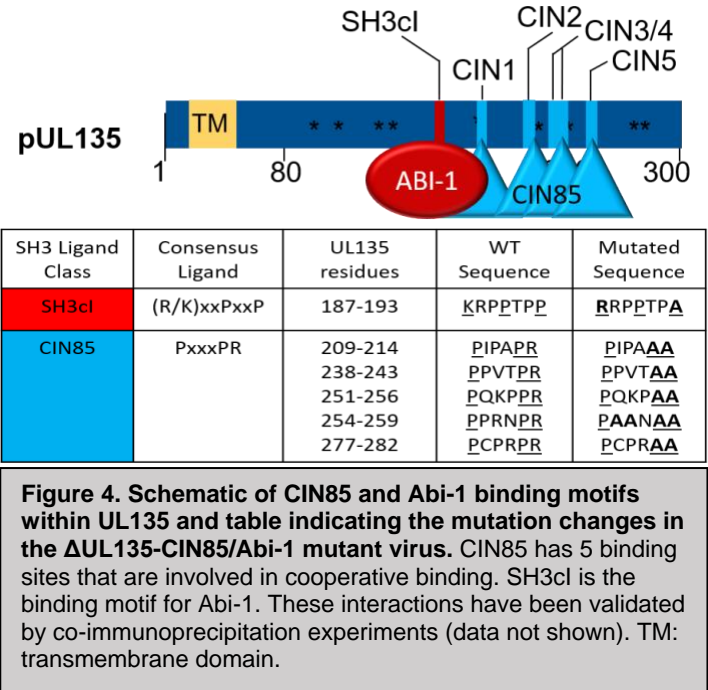 SH3cI
CIN2
CIN3/4
CIN1
CIN5
pUL135
TM
* * ** * * * **
ABI-1
CIN85
1 80 300
SH3 Ligand Class | Consensus Ligand | UL135 residues | WT Sequence | Mutated Sequence
SH3cI | (R/K)xxPxxP | 187-193 | KRPPTPP | RRPPTPA
CIN85 | PxxxPR | 209-214 | PIPAPR | PIPAAA
238-243 | PPVTPR | PPVTAA
251-256 | PQKPPR | PQKPAA
254-259 | PPRNPR | PAANAA
277-282 | PCPRPR | PCPRAA
Figure 4. Schematic of CIN85 and Abi-1 binding motifs
within UL135 and table indicating the mutation changes in
the ΔUL135-CIN85/Abi-1 mutant virus. CIN85 has 5 binding
sites that are involved in cooperative binding. SH3cI is the
binding motif for Abi-1. These interactions have been validated
by co-immunoprecipitation experiments (data not shown). TM:
transmembrane domain.